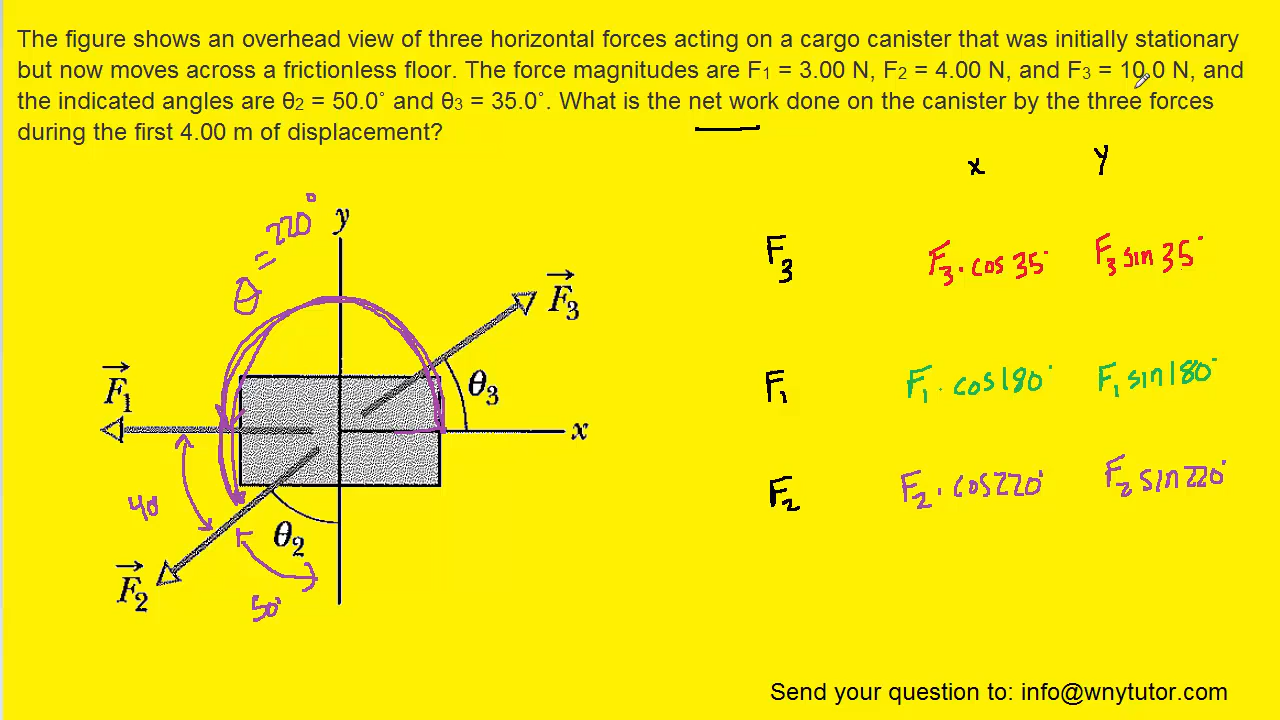 The figure shows an overhead view of three horizontal forces acting on a cargo canister that was initially stationary
but now moves across a frictionless floor. The force magnitudes are F1 = 3.00 N, F2 = 4.00 N, and F3 = 10.0 N, and
the indicated angles are θ2 = 50.0° and θ3 = 35.0°. What is the net work done on the canister by the three forces
during the first 4.00 m of displacement?
x y
θ = 220°
y
F3 F3 · cos 35° F3 sin 35°
F3
θ3
F1
F1 F1 · cos 180° F1 sin 180°
x
40°
F2 F2 · cos 220° F2 sin 220°
θ2
F2
50°
Send your question to: info@wnytutor.com